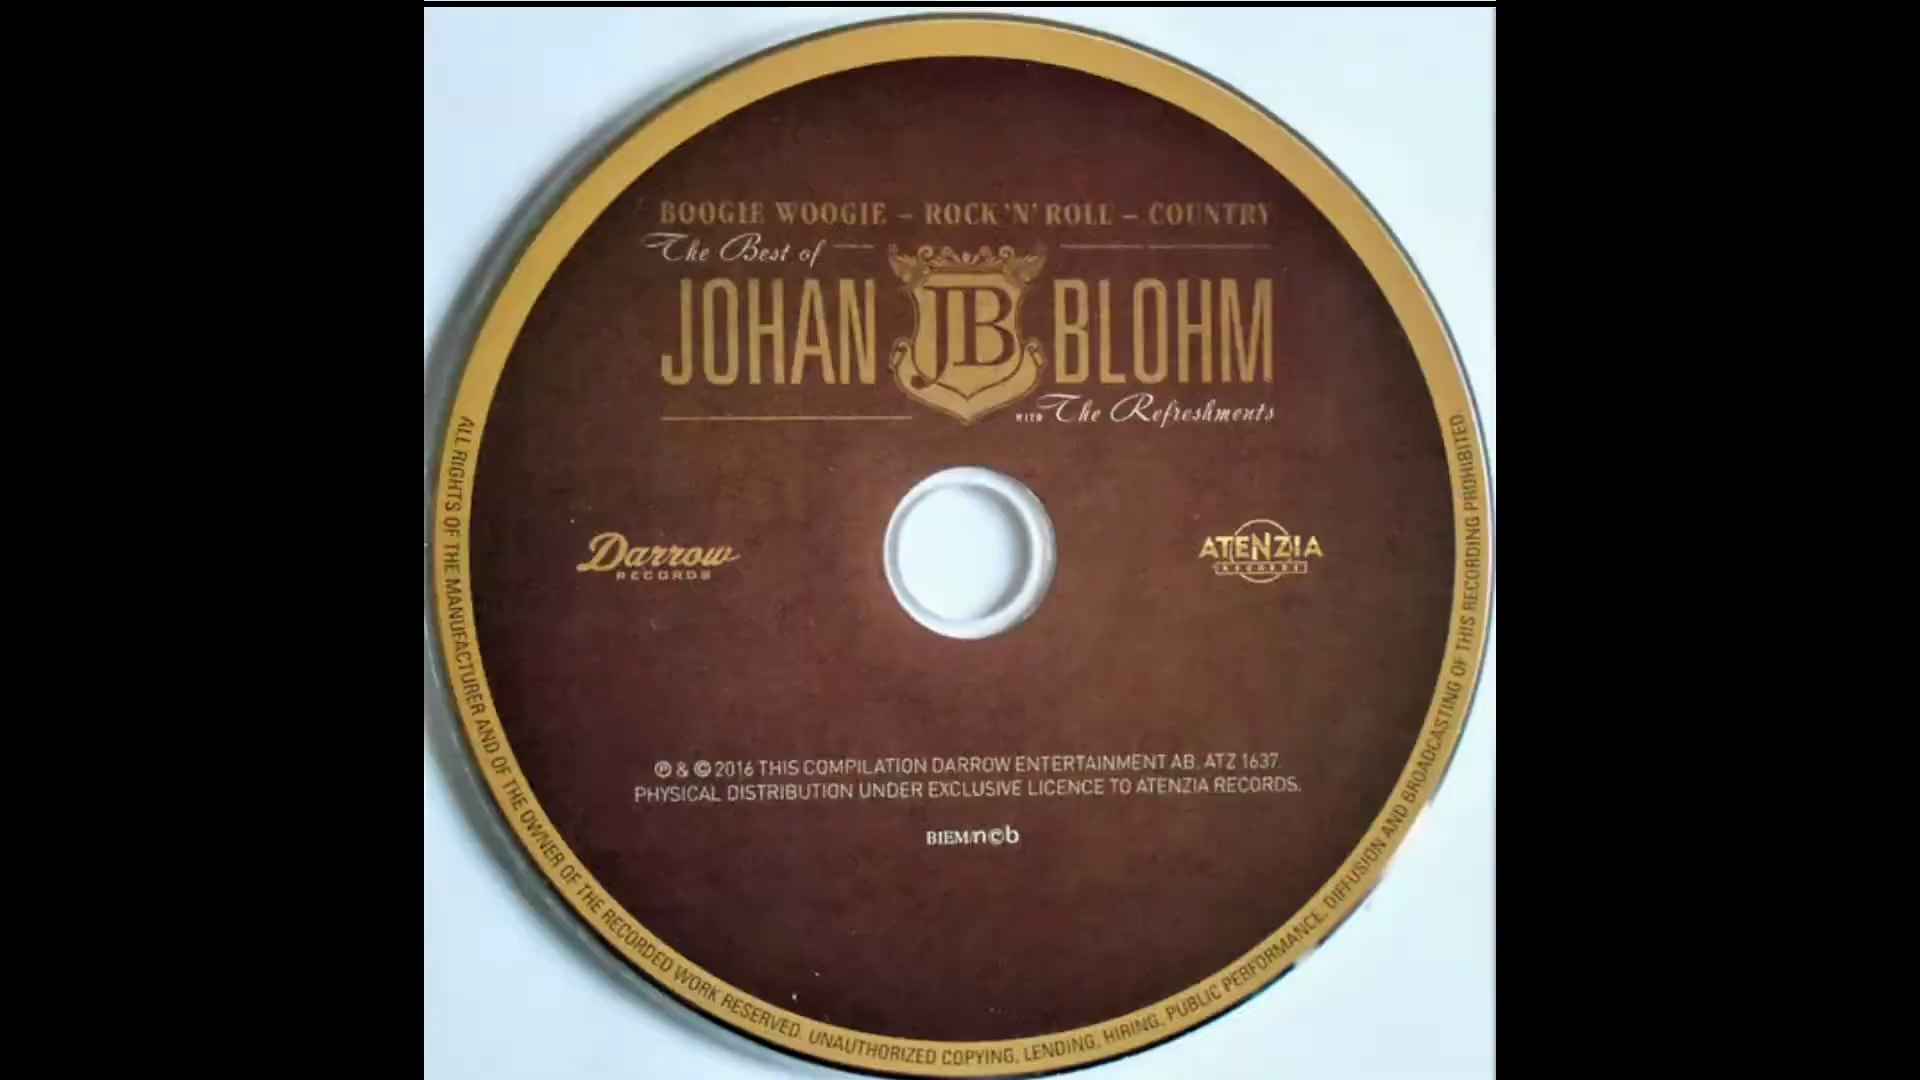 BOOGIE WOOGIE – ROCK 'N' ROLL – COUNTRY
The Best of
JOHAN JB BLOHM
WITH The Refreshments
Darrow
RECORDS
ATENZIA
RECORDS
℗ & © 2016 THIS COMPILATION DARROW ENTERTAINMENT AB. ATZ 1637.
PHYSICAL DISTRIBUTION UNDER EXCLUSIVE LICENCE TO ATENZIA RECORDS.
BIEM/n©b
ALL RIGHTS OF THE MANUFACTURER AND OF THE OWNER OF THE RECORDED WORK RESERVED. UNAUTHORIZED COPYING, LENDING, HIRING, PUBLIC PERFORMANCE, DIFFUSION AND BROADCASTING OF THIS RECORDING PROHIBITED.